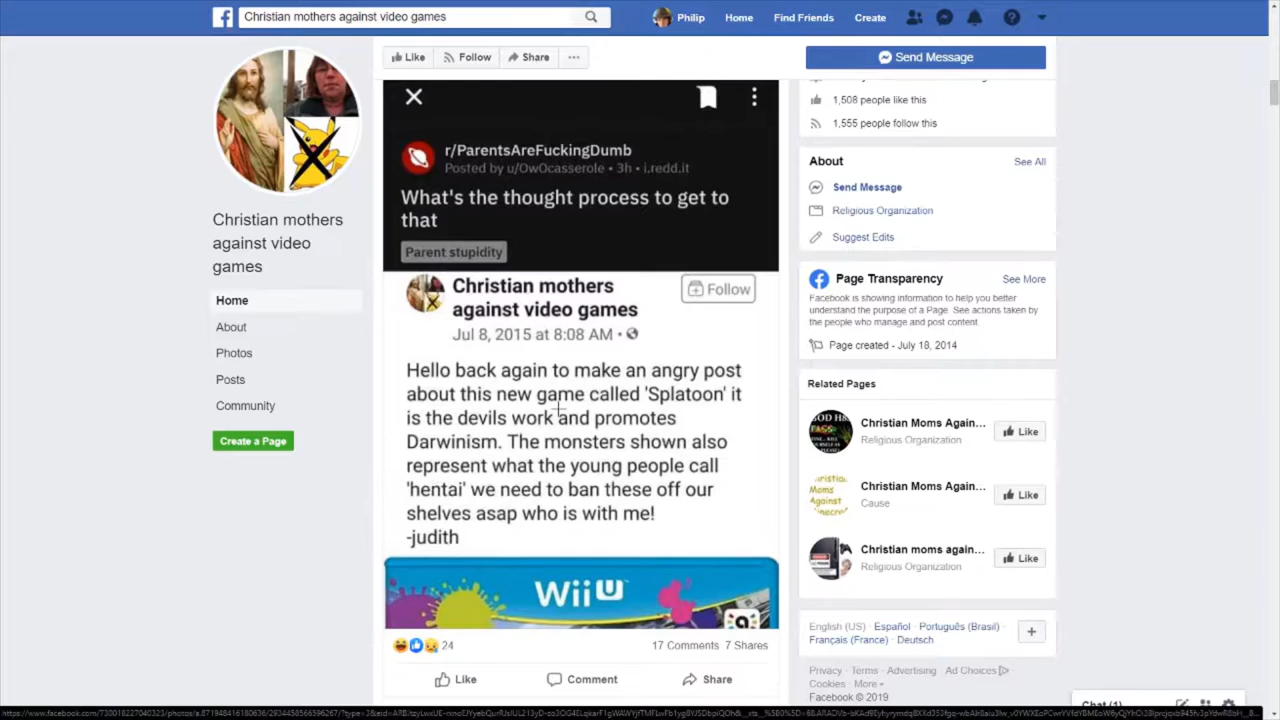 Christian mothers against video games
Philip
Home
Find Friends
Create
Like
Follow
Share
Send Message
Christian mothers
against video
games
Home
About
Photos
Posts
Community
Create a Page
r/ParentsAreFuckingDumb
Posted by u/OwOcasserole • 3h • i.redd.it
What's the thought process to get to
that
Parent stupidity
Christian mothers
against video games
Follow
Jul 8, 2015 at 8:08 AM •
Hello back again to make an angry post
about this new game called 'Splatoon' it
is the devils work and promotes
Darwinism. The monsters shown also
represent what the young people call
'hentai' we need to ban these off our
shelves asap who is with me!
-judith
WiiU
24
17 Comments 7 Shares
Like
Comment
Share
1,508 people like this
1,555 people follow this
About
See All
Send Message
Religious Organization
Suggest Edits
Page Transparency
See More
Facebook is showing information to help you better
understand the purpose of a Page. See actions taken by
the people who manage and post content
Page created - July 18, 2014
Related Pages
Christian Moms Again...
Religious Organization
Like
Christian Moms Again...
Cause
Like
Christian moms again...
Religious Organization
Like
English (US) · Español · Português (Brasil) ·
Français (France) · Deutsch
Privacy · Terms · Advertising · Ad Choices
Cookies · More
Facebook © 2019
Chat (1)